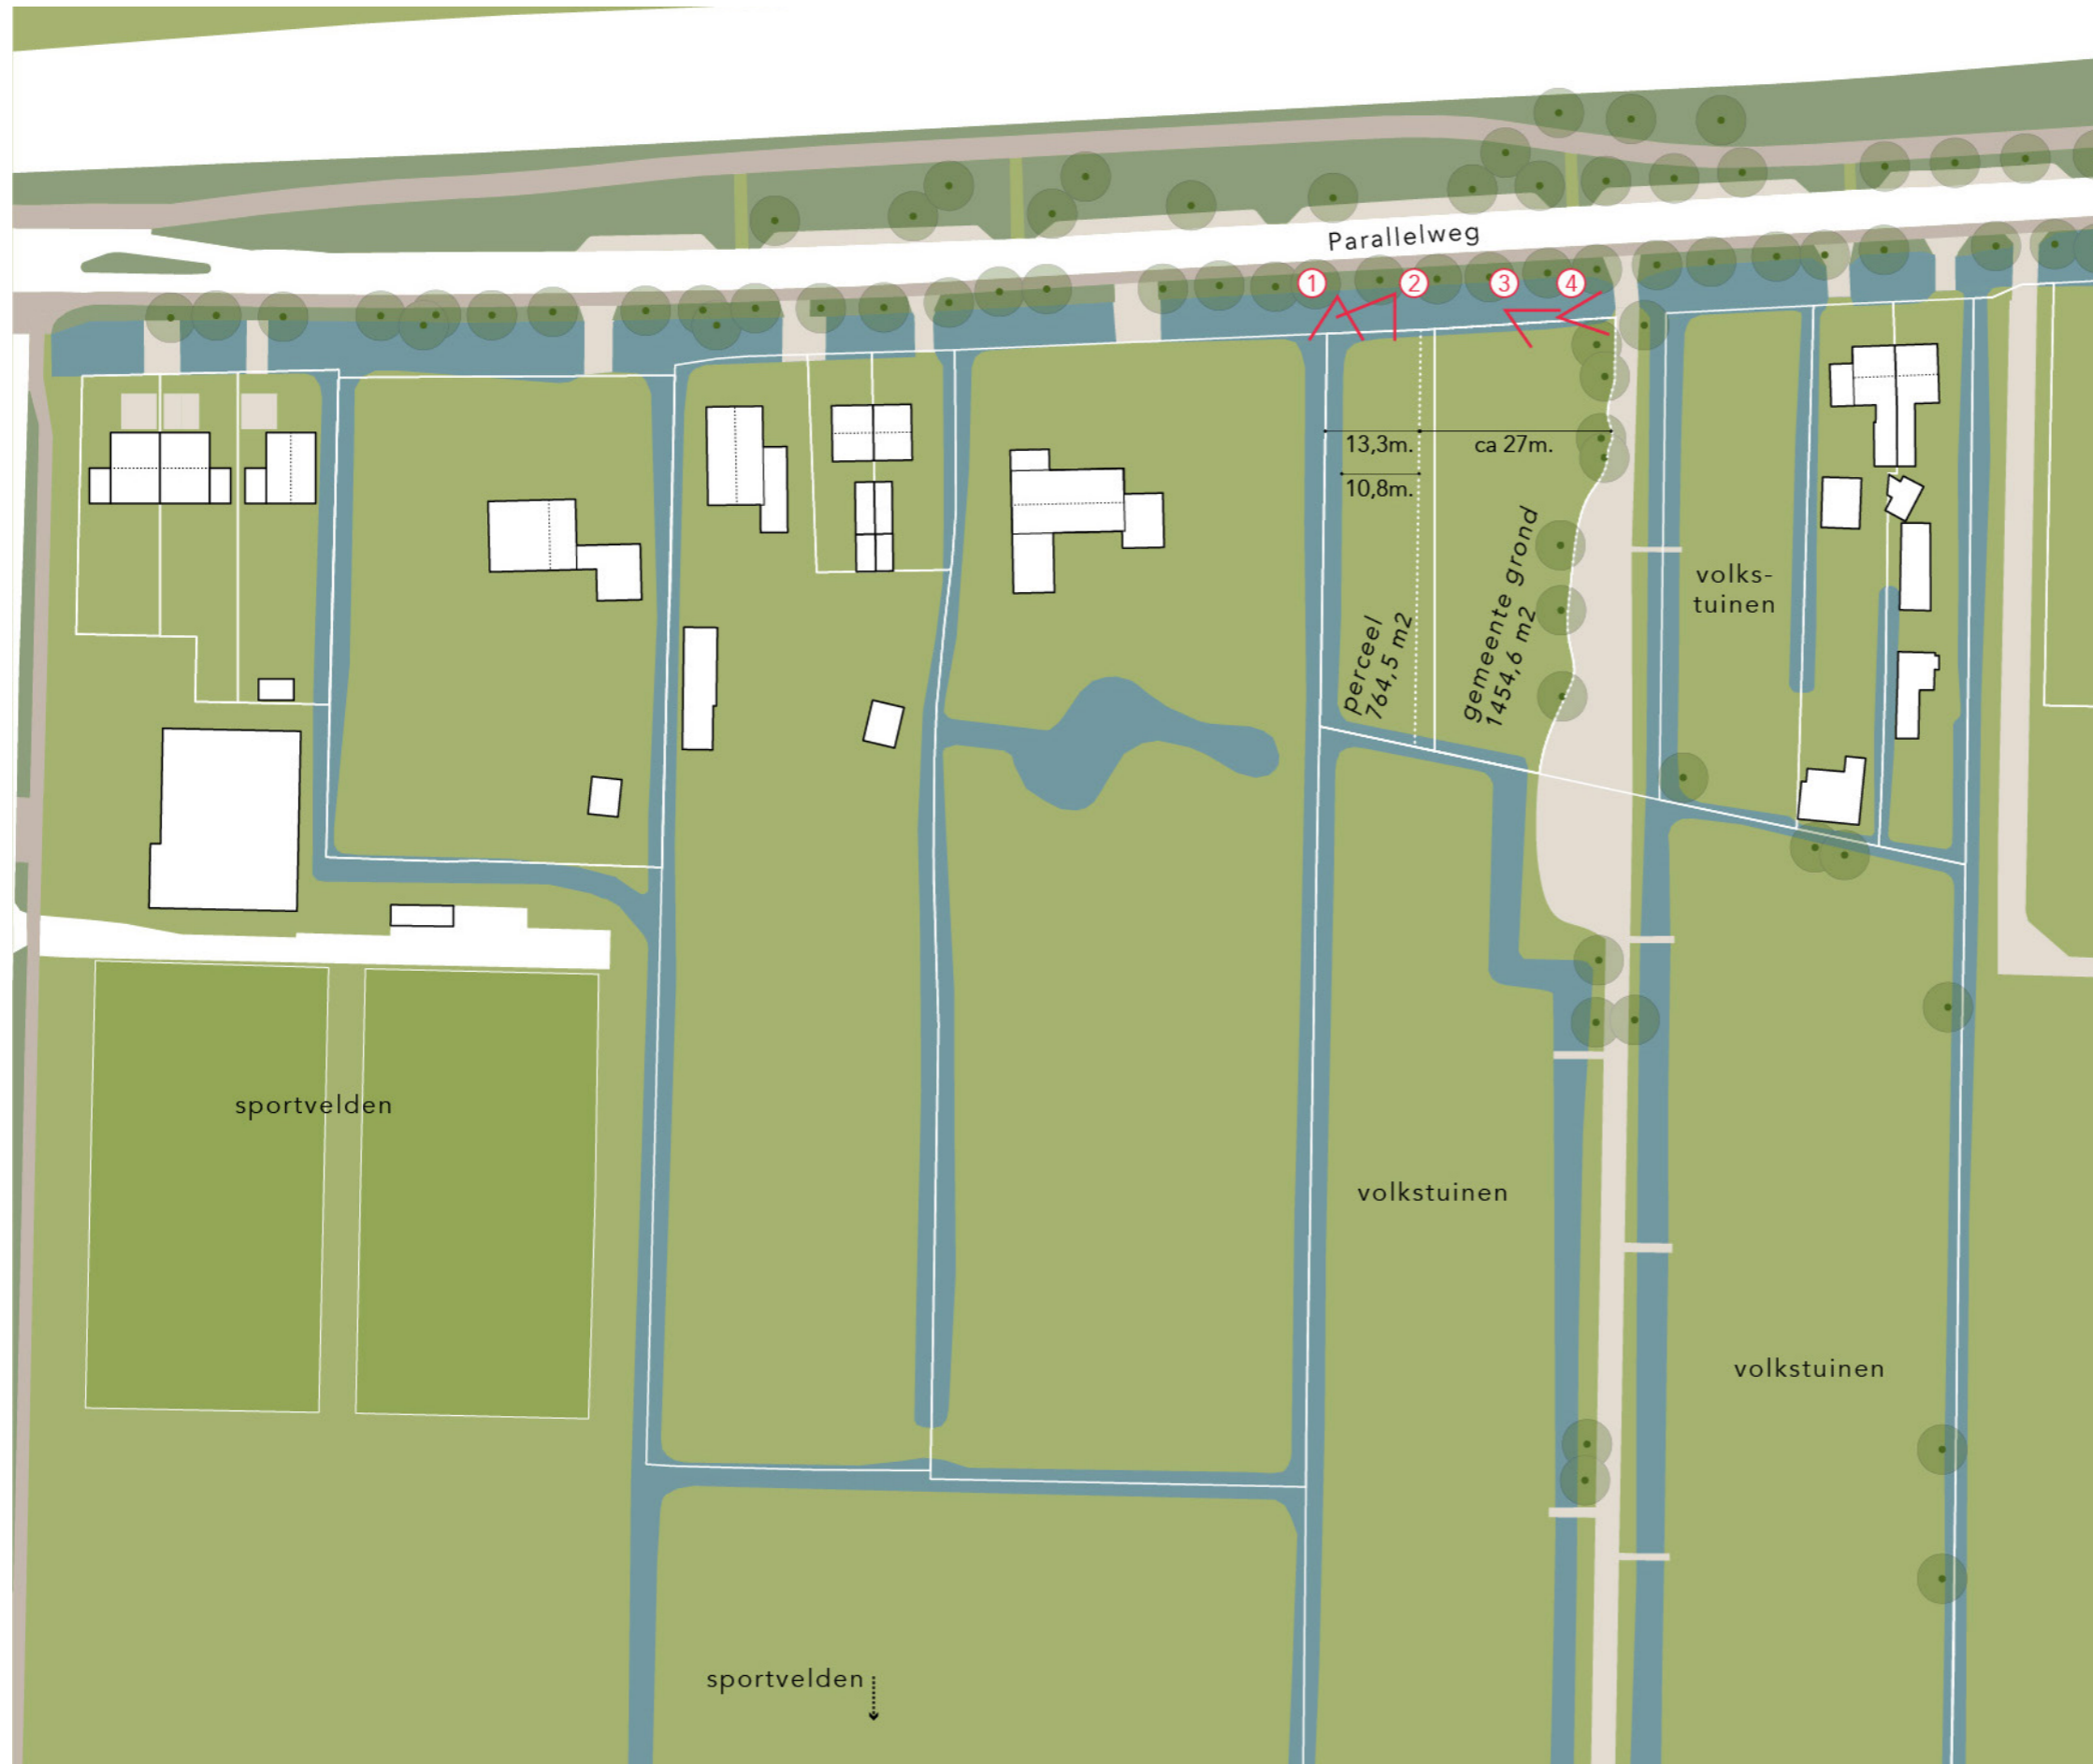 Parallelweg
1
2
3
4
13,3m.
ca 27m.
10,8m.
perceel
764,5 m2
gemeente grond
1454,6 m2
volks-
tuinen
sportvelden
volkstuinen
volkstuinen
sportvelden